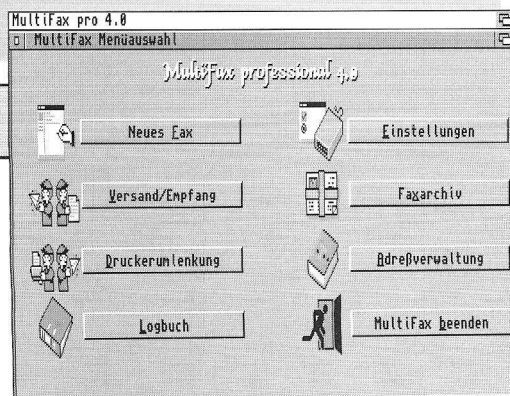 MultiFax pro 4.0
MultiFax Menüauswahl
MultiFax professional 4.0
Neues Fax
Einstellungen
Versand/Empfang
Faxarchiv
Druckerumlenkung
Adreßverwaltung
Logbuch
MultiFax beenden